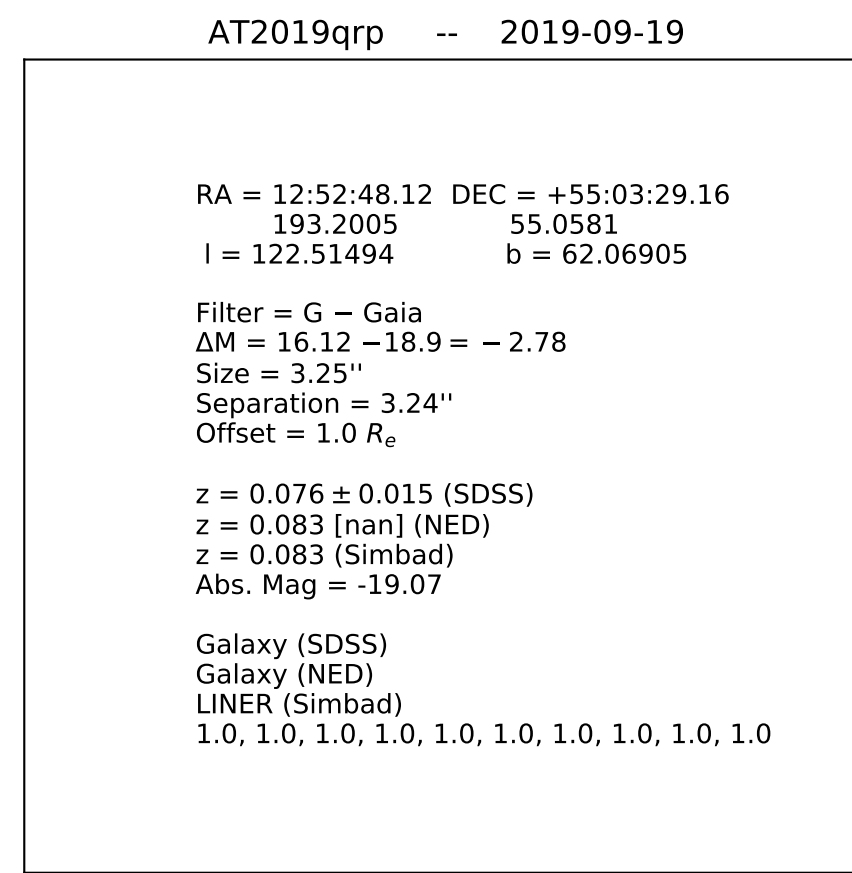 AT2019qrp -- 2019-09-19
RA = 12:52:48.12 DEC = +55:03:29.16
193.2005 55.0581
l = 122.51494 b = 62.06905
Filter = G − Gaia
ΔM = 16.12 −18.9 = − 2.78
Size = 3.25''
Separation = 3.24''
Offset = 1.0 Rₑ
z = 0.076 ± 0.015 (SDSS)
z = 0.083 [nan] (NED)
z = 0.083 (Simbad)
Abs. Mag = -19.07
Galaxy (SDSS)
Galaxy (NED)
LINER (Simbad)
1.0, 1.0, 1.0, 1.0, 1.0, 1.0, 1.0, 1.0, 1.0, 1.0